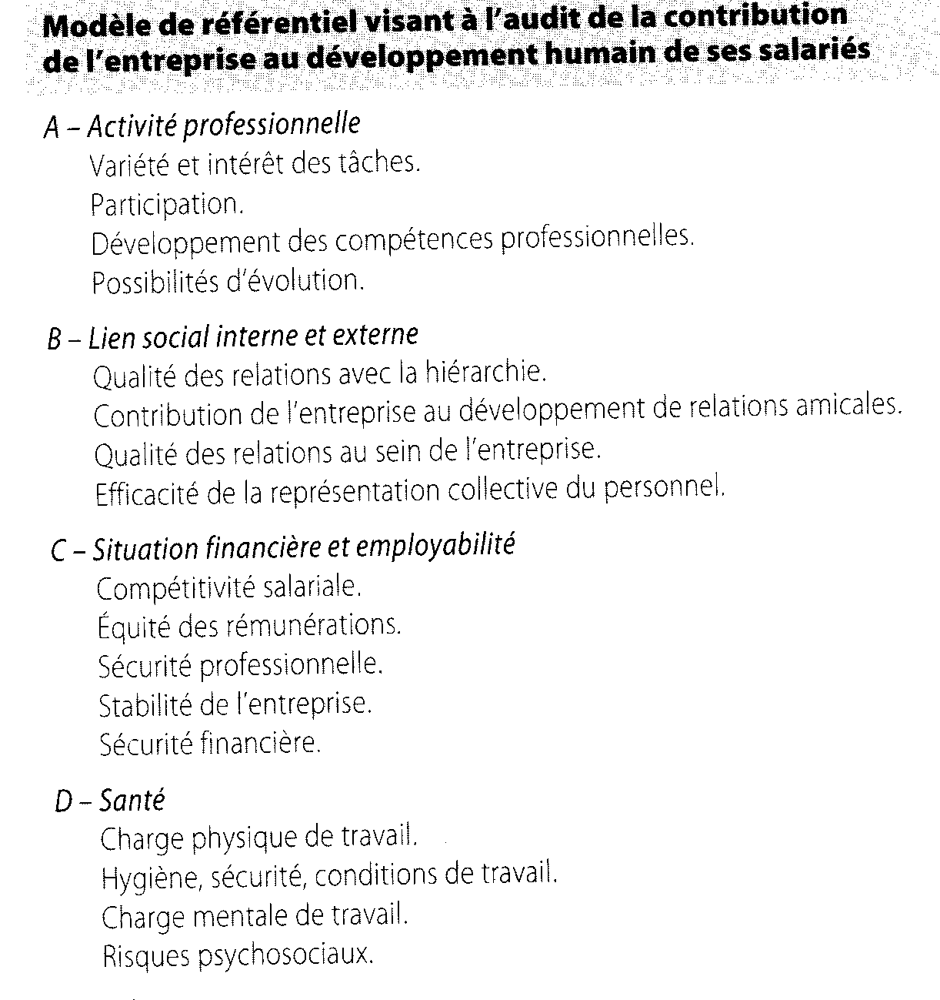 Modèle de référentiel visant à l'audit de la contribution
de l'entreprise au développement humain de ses salariés
A – Activité professionnelle
Variété et intérêt des tâches.
Participation.
Développement des compétences professionnelles.
Possibilités d'évolution.
B – Lien social interne et externe
Qualité des relations avec la hiérarchie.
Contribution de l'entreprise au développement de relations amicales.
Qualité des relations au sein de l'entreprise.
Efficacité de la représentation collective du personnel.
C – Situation financière et employabilité
Compétitivité salariale.
Équité des rémunérations.
Sécurité professionnelle.
Stabilité de l'entreprise.
Sécurité financière.
D – Santé
Charge physique de travail.
Hygiène, sécurité, conditions de travail.
Charge mentale de travail.
Risques psychosociaux.